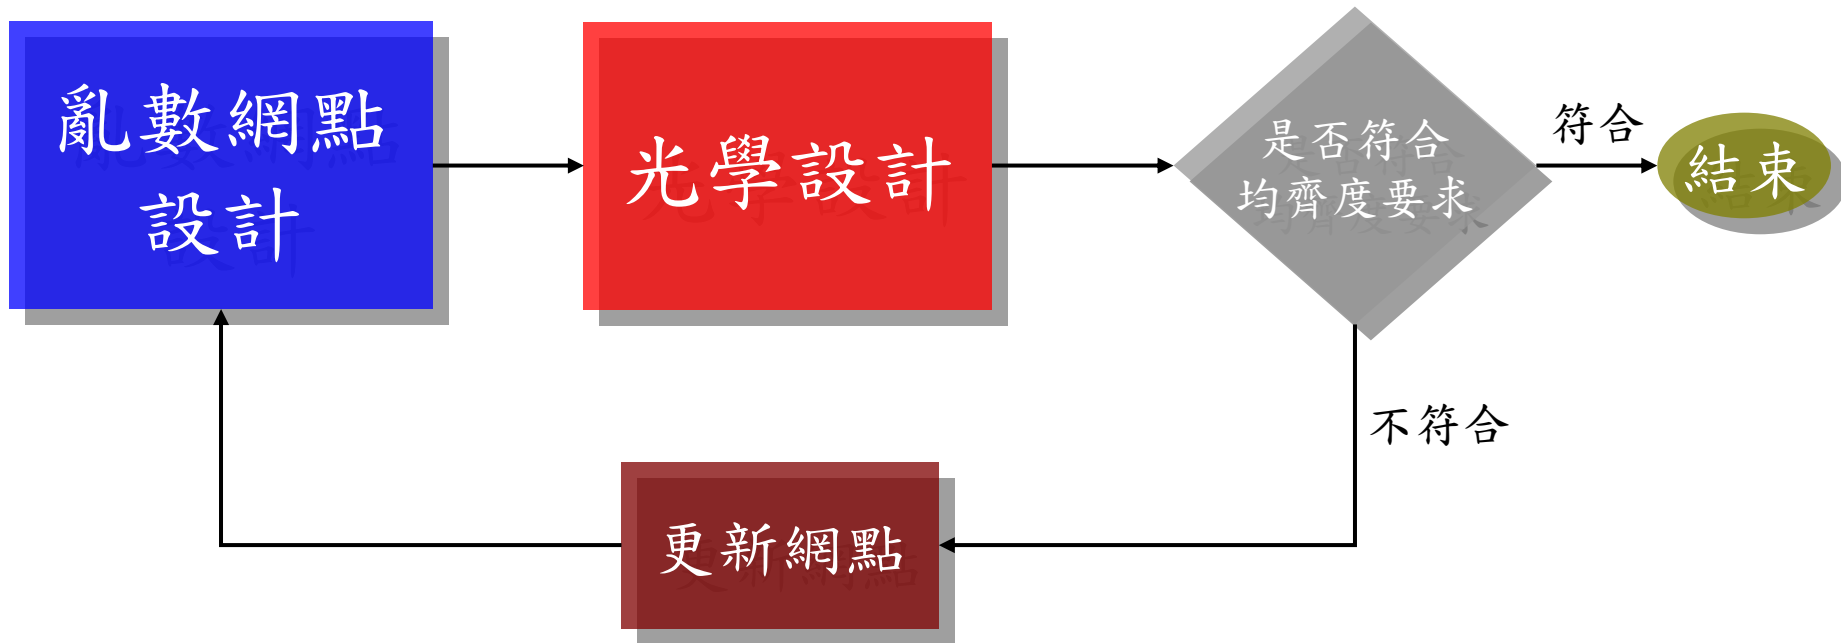 亂數網點
設計
光學設計
是否符合
均齊度要求
符合
結束
不符合
更新網點